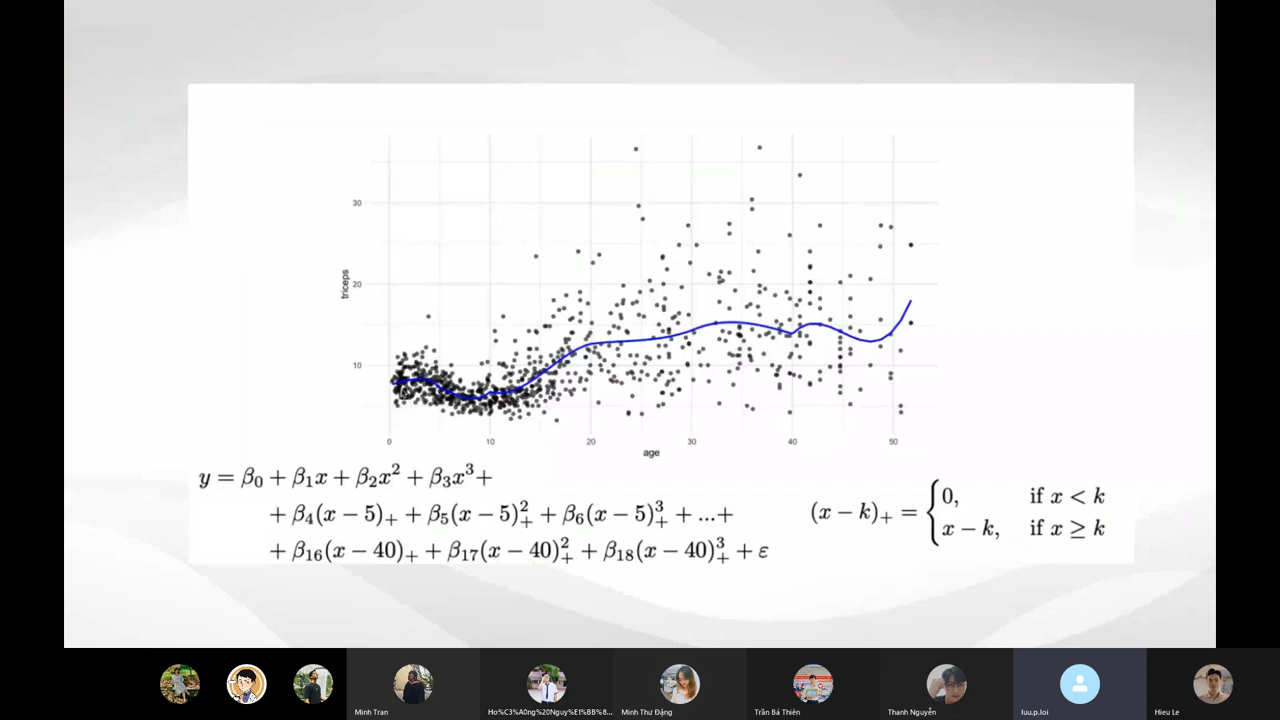 30
20
10
triceps
0 10 20 30 40 50
age
y = β₀ + β₁x + β₂x² + β₃x³+
+ β₄(x − 5)₊ + β₅(x − 5)²₊ + β₆(x − 5)³₊ + ...+
+ β₁₆(x − 40)₊ + β₁₇(x − 40)²₊ + β₁₈(x − 40)³₊ + ε
(x − k)₊ = {0, if x < k
x − k, if x ≥ k
Minh Tran
Ho%C3%A0ng%20Nguy%E1%BB%8...
Minh Thư Đặng
Trần Bá Thiên
Thanh Nguyễn
luu.p.loi
Hieu Le